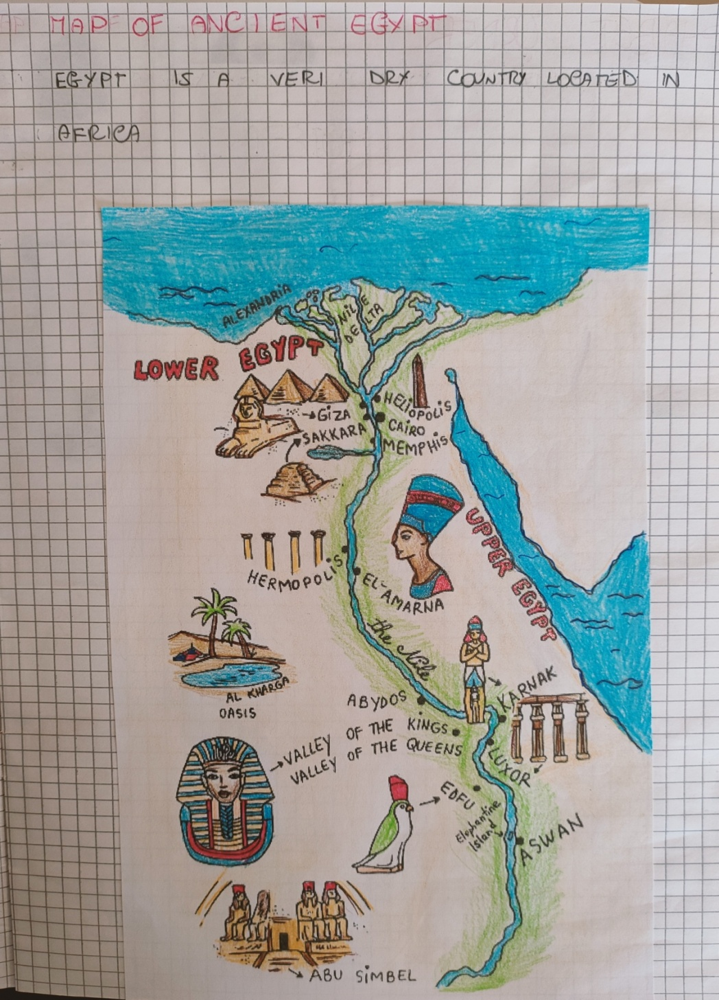 MAP OF ANCIENT EGYPT
EGYPT IS A VERI DRY COUNTRY LOCATED IN
AFRICA
ALEXANDRIA
NILE
DELTA
LOWER EGYPT
HELIOPOLIS
GIZA
CAIRO
SAKKARA
MEMPHIS
UPPER EGYPT
HERMOPOLIS
EL-AMARNA
the Nile
AL KHARGA
OASIS
ABYDOS
KARNAK
VALLEY OF THE KINGS
VALLEY OF THE QUEENS
LUXOR
EDFU
Elephantine
Island
ASWAN
ABU SIMBEL